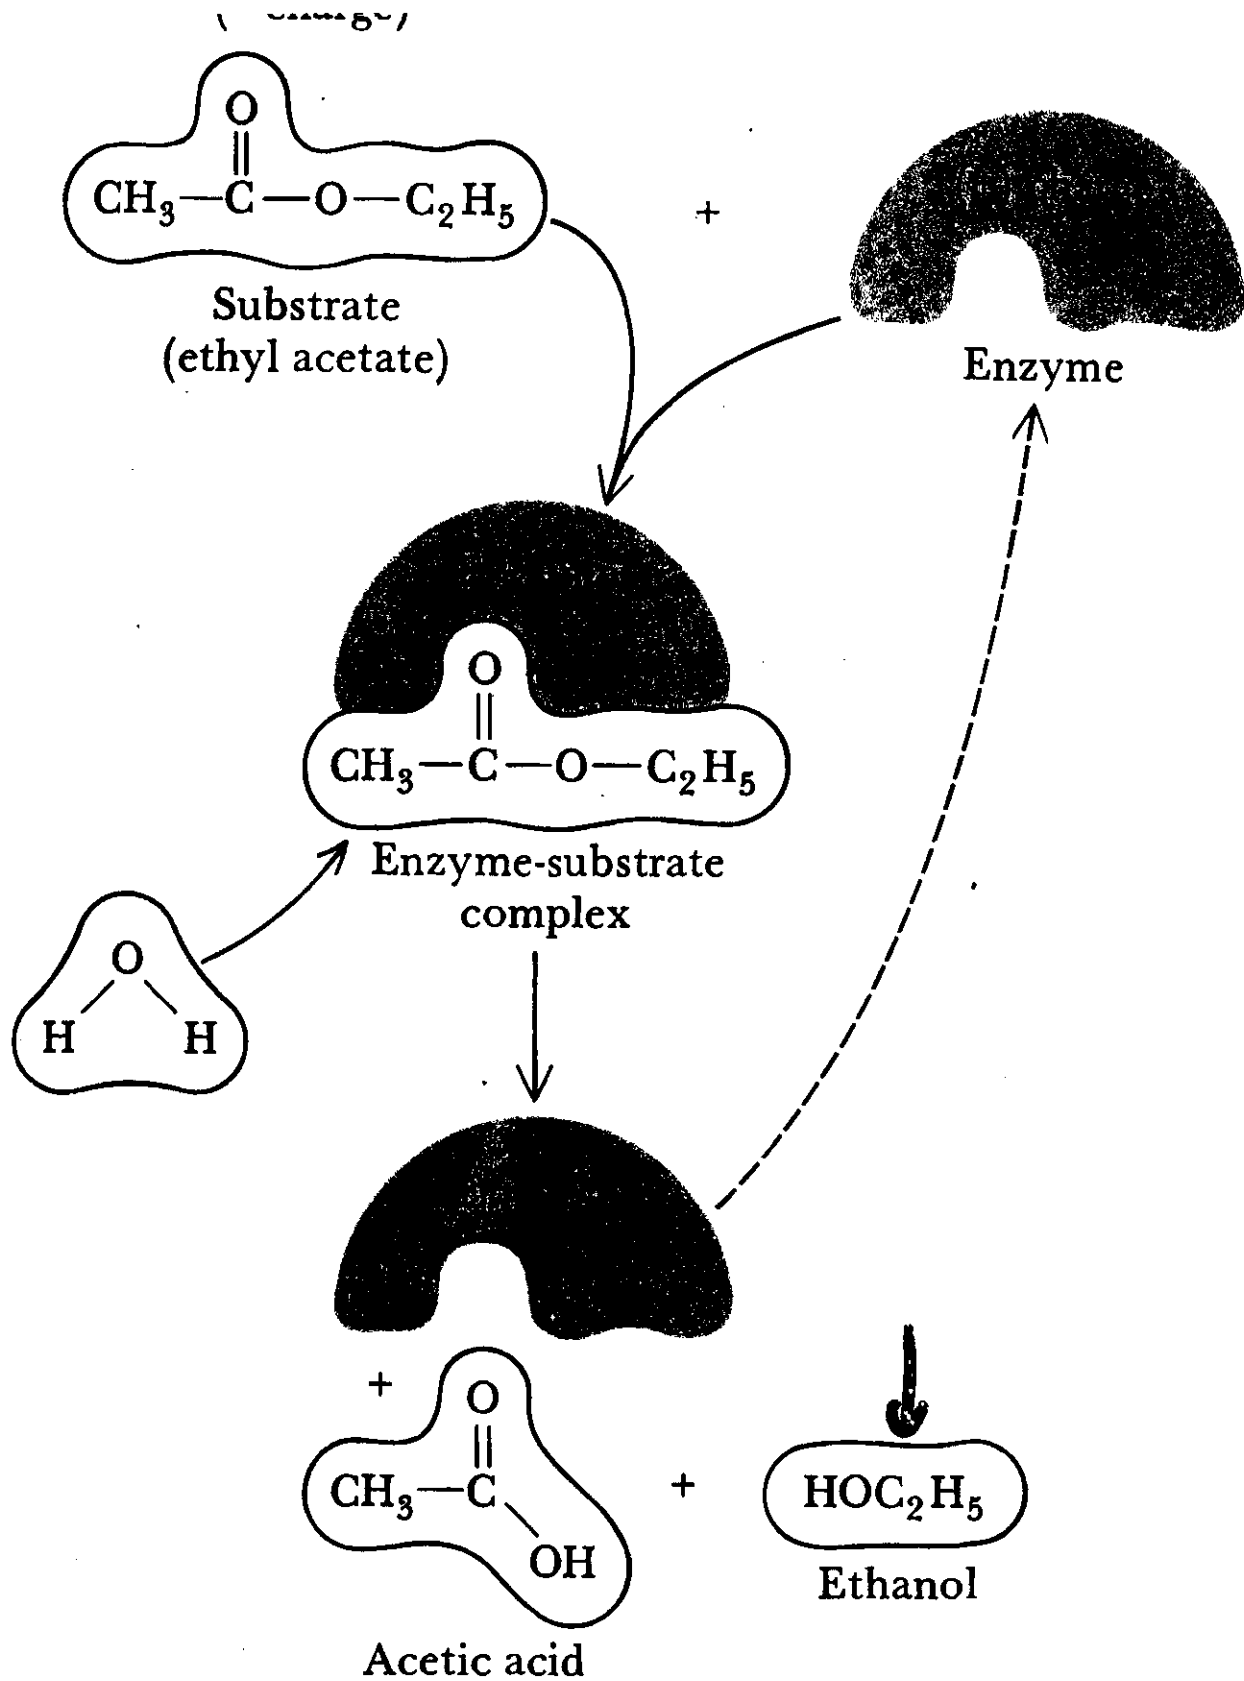 O
||
CH₃—C—O—C₂H₅
+
Substrate
(ethyl acetate)
Enzyme
O
||
CH₃—C—O—C₂H₅
Enzyme-substrate
complex
O
H H
+
O
||
CH₃—C
OH
+
HOC₂H₅
Ethanol
Acetic acid